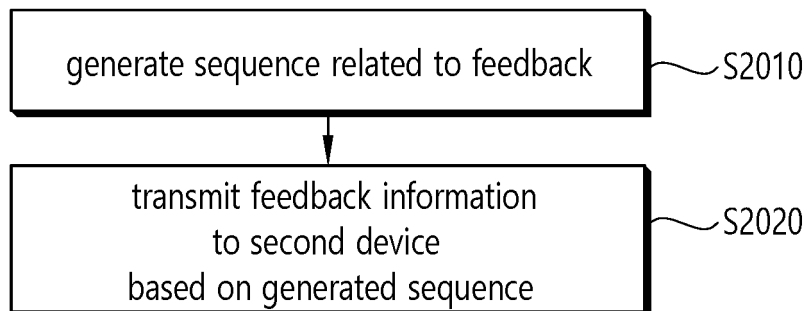 generate sequence related to feedback
S2010
transmit feedback information
to second device
based on generated sequence
S2020